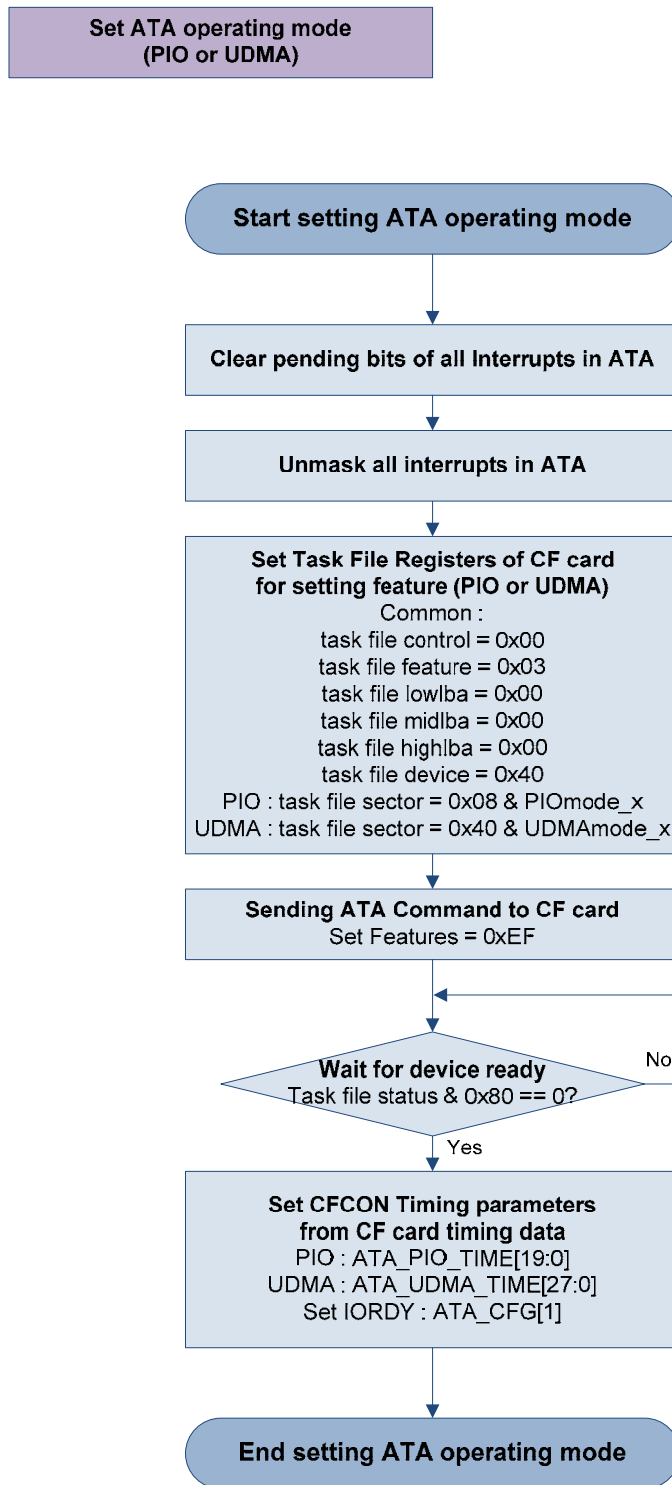 Set ATA operating mode
(PIO or UDMA)
Start setting ATA operating mode
Clear pending bits of all Interrupts in ATA
Unmask all interrupts in ATA
Set Task File Registers of CF card
for setting feature (PIO or UDMA)
Common :
task file control = 0x00
task file feature = 0x03
task file lowlba = 0x00
task file midlba = 0x00
task file highlba = 0x00
task file device = 0x40
PIO : task file sector = 0x08 & PIOmode_x
UDMA : task file sector = 0x40 & UDMAmode_x
Sending ATA Command to CF card
Set Features = 0xEF
Wait for device ready
Task file status & 0x80 == 0?
No
Yes
Set CFCON Timing parameters
from CF card timing data
PIO : ATA_PIO_TIME[19:0]
UDMA : ATA_UDMA_TIME[27:0]
Set IORDY : ATA_CFG[1]
End setting ATA operating mode